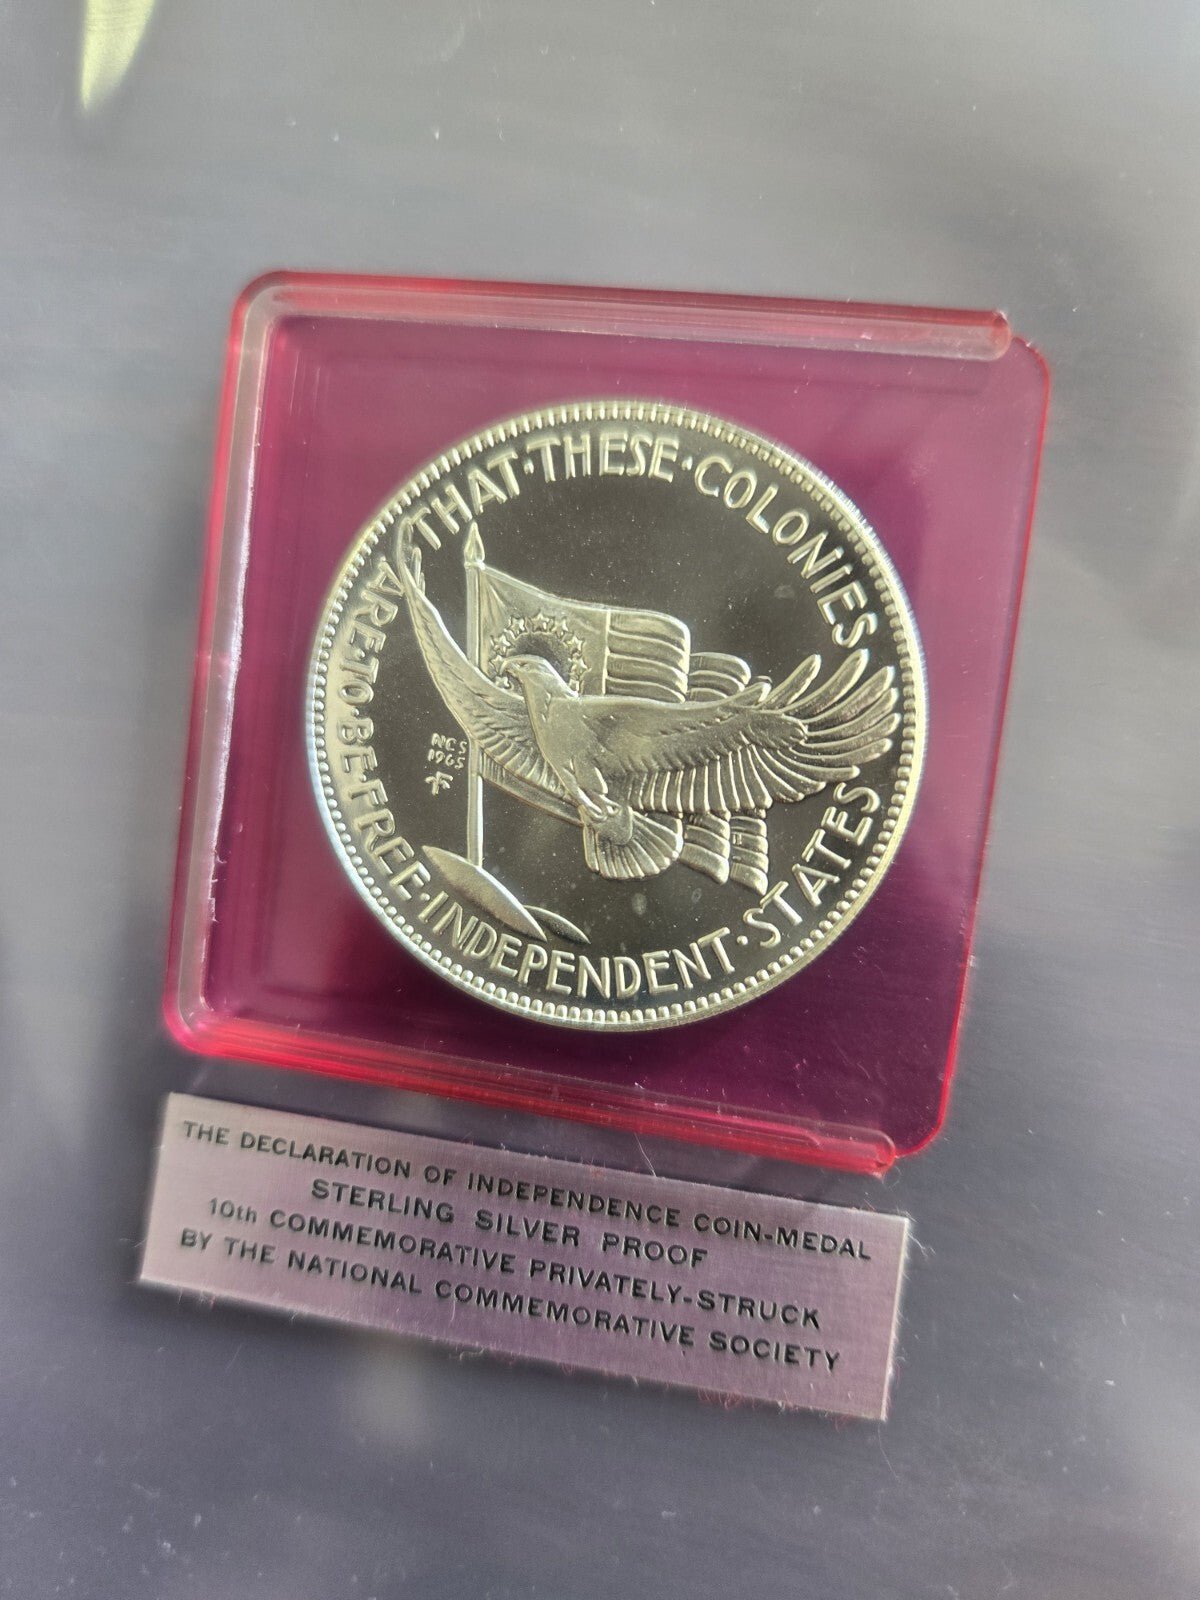 THAT·THESE·COLONIES
ARE·TO·BE·FREE·INDEPENDENT·STATES
NCS
1965
THE DECLARATION OF INDEPENDENCE COIN-MEDAL
STERLING SILVER PROOF
10th COMMEMORATIVE PRIVATELY-STRUCK
BY THE NATIONAL COMMEMORATIVE SOCIETY